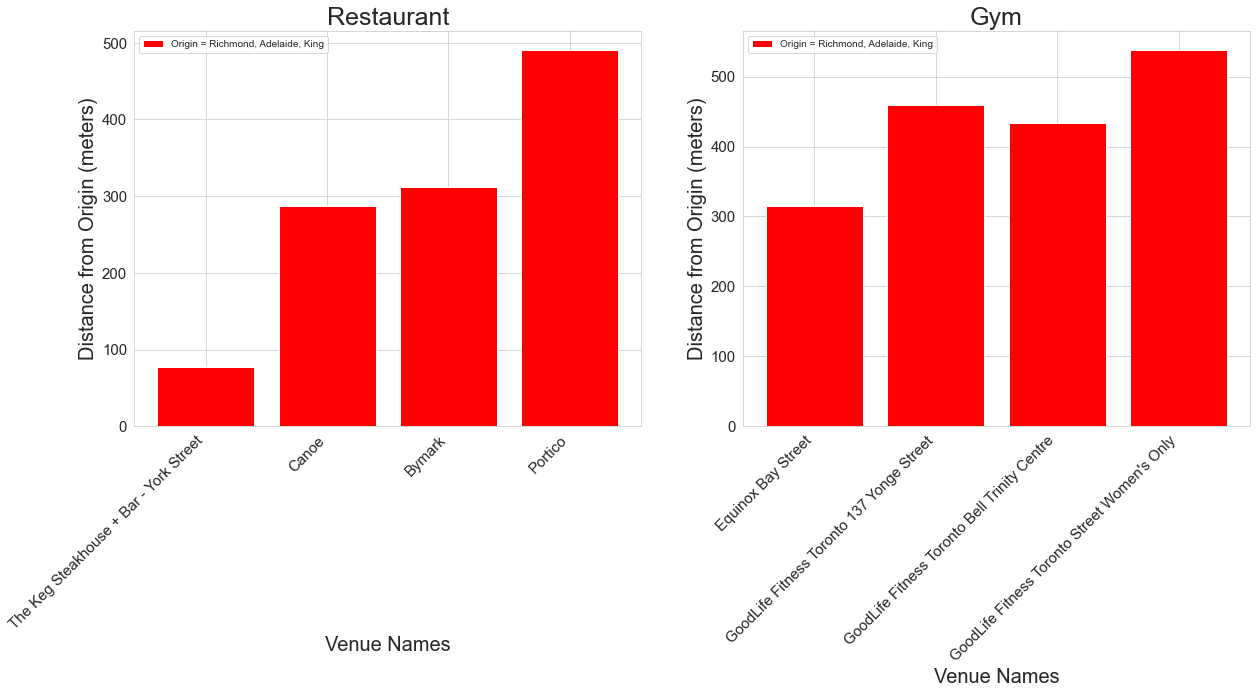 Restaurant
Origin = Richmond, Adelaide, King
Distance from Origin (meters)
500
400
300
200
100
0
The Keg Steakhouse + Bar - York Street
Canoe
Bymark
Portico
Venue Names
Gym
Origin = Richmond, Adelaide, King
Distance from Origin (meters)
500
400
300
200
100
0
Equinox Bay Street
GoodLife Fitness Toronto 137 Yonge Street
GoodLife Fitness Toronto Bell Trinity Centre
GoodLife Fitness Toronto Street Women's Only
Venue Names